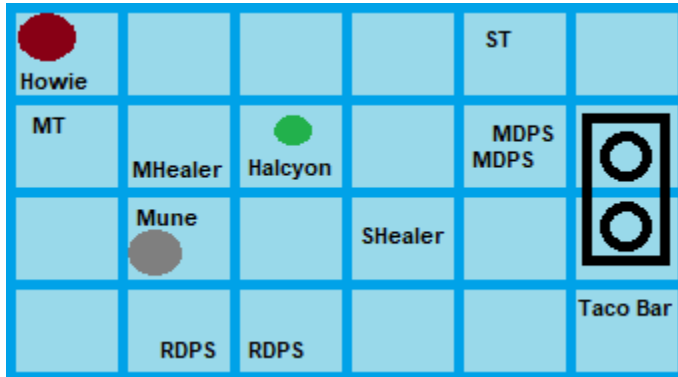 ST
Howie
MT
MDPS
MHealer
Halcyon
MDPS
Mune
SHealer
Taco Bar
RDPS
RDPS